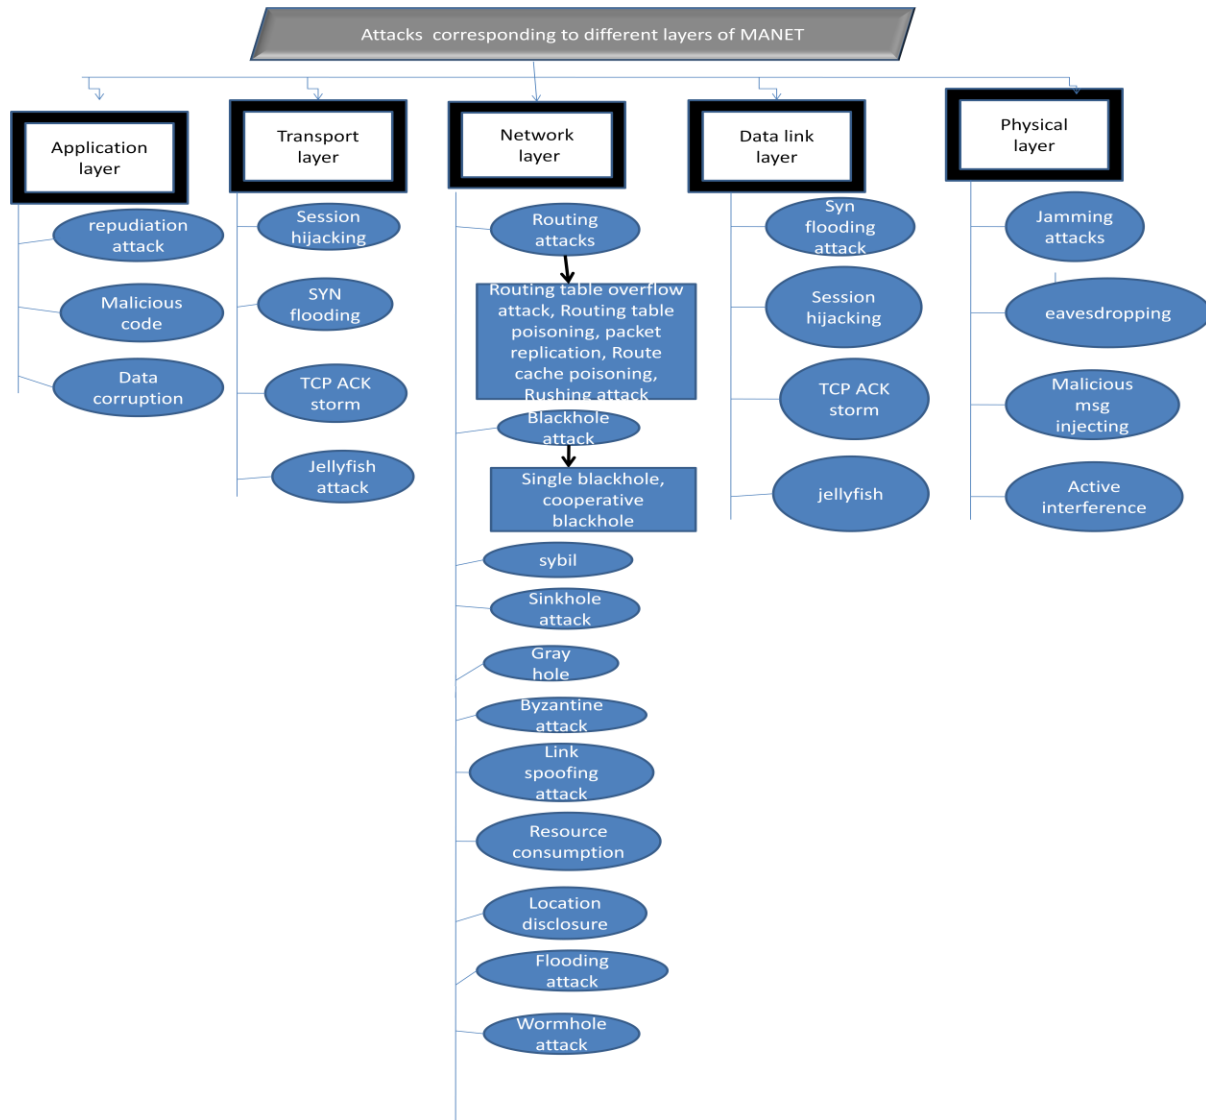 Attacks corresponding to different layers of MANET
Application
layer
repudiation
attack
Malicious
code
Data
corruption
Transport
layer
Session
hijacking
SYN
flooding
TCP ACK
storm
Jellyfish
attack
Network
layer
Routing
attacks
Routing table overflow
attack, Routing table
poisoning, packet
replication, Route
cache poisoning,
Rushing attack
Blackhole
attack
Single blackhole,
cooperative
blackhole
sybil
Sinkhole
attack
Gray
hole
Byzantine
attack
Link
spoofing
attack
Resource
consumption
Location
disclosure
Flooding
attack
Wormhole
attack
Data link
layer
Syn
flooding
attack
Session
hijacking
TCP ACK
storm
jellyfish
Physical
layer
Jamming
attacks
eavesdropping
Malicious
msg
injecting
Active
interference